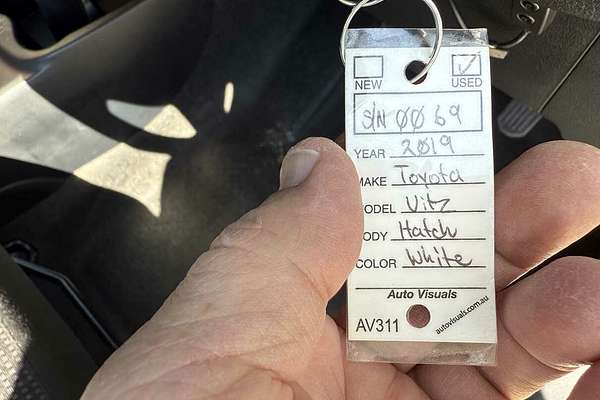 NEW USED
S/N 0069
YEAR 2019
MAKE Toyota
ODEL Vitz
ODY Hatch
COLOR White
Auto Visuals
AV311 autovisuals.com.au